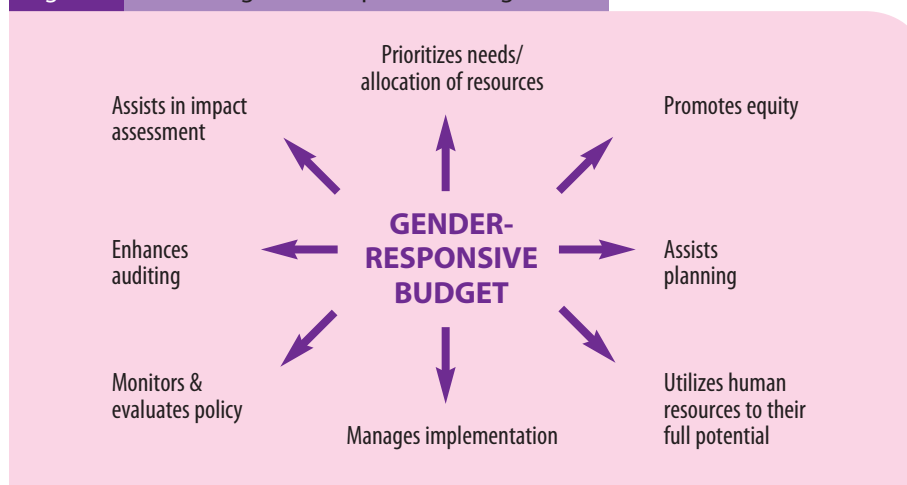 Prioritizes needs/
allocation of resources
Assists in impact
assessment
Promotes equity
GENDER-
RESPONSIVE
BUDGET
Enhances
auditing
Assists
planning
Monitors &
evaluates policy
Manages implementation
Utilizes human
resources to their
full potential